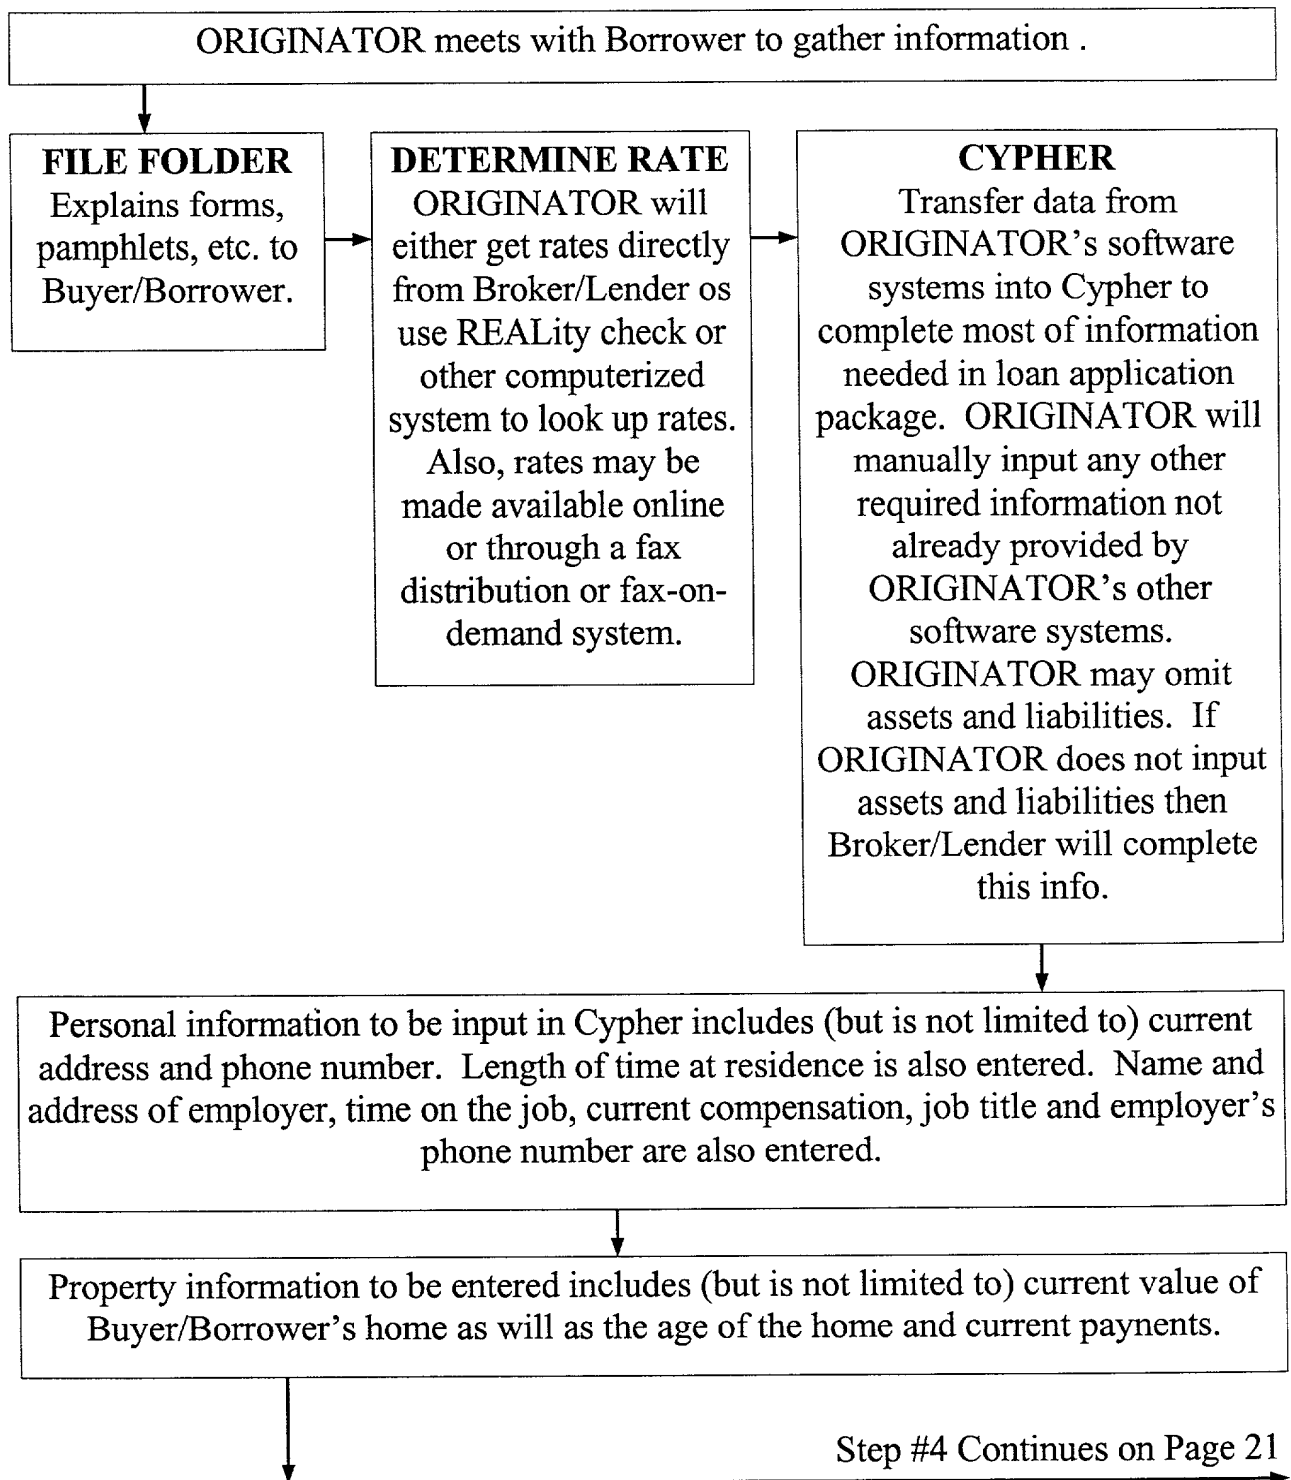 ORIGINATOR meets with Borrower to gather information .
FILE FOLDER
Explains forms,
pamphlets, etc. to
Buyer/Borrower.
DETERMINE RATE
ORIGINATOR will
either get rates directly
from Broker/Lender os
use REALity check or
other computerized
system to look up rates.
Also, rates may be
made available online
or through a fax
distribution or fax-on-
demand system.
CYPHER
Transfer data from
ORIGINATOR’s software
systems into Cypher to
complete most of information
needed in loan application
package.  ORIGINATOR will
manually input any other
required information not
already provided by
ORIGINATOR’s other
software systems.
ORIGINATOR may omit
assets and liabilities.  If
ORIGINATOR does not input
assets and liabilities then
Broker/Lender will complete
this info.
Personal information to be input in Cypher includes (but is not limited to) current
address and phone number.  Length of time at residence is also entered.  Name and
address of employer, time on the job, current compensation, job title and employer’s
phone number are also entered.
Property information to be entered includes (but is not limited to) current value of
Buyer/Borrower’s home as will as the age of the home and current paynents.
Step #4 Continues on Page 21